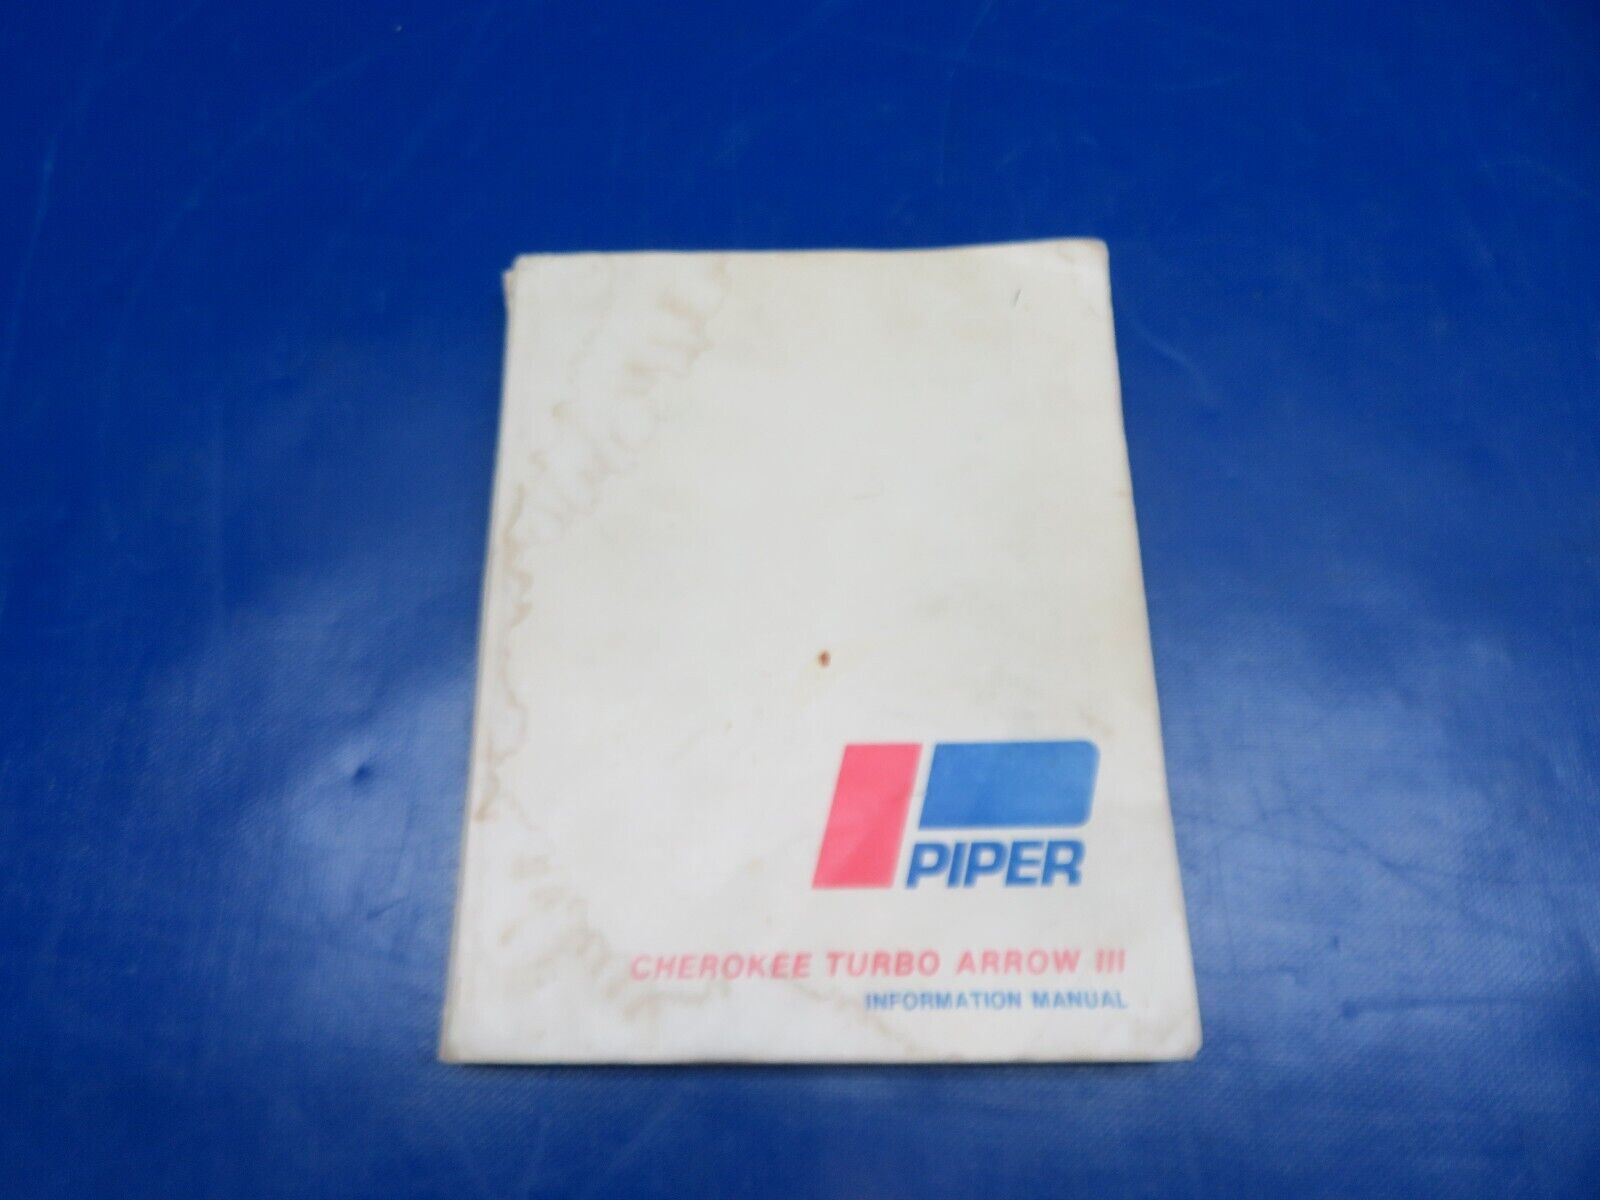 PIPER
CHEROKEE TURBO ARROW III
INFORMATION MANUAL